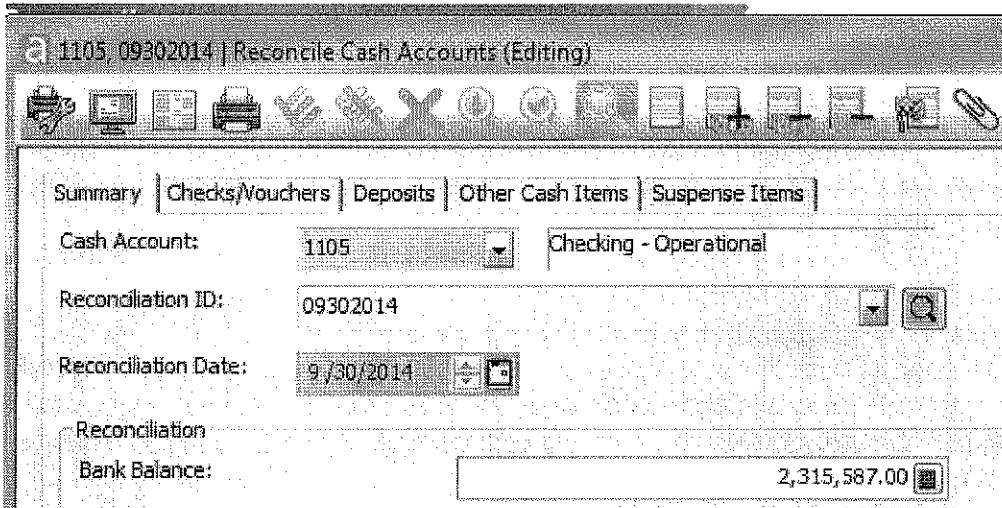 a 1105, 09302014 | Reconcile Cash Accounts (Editing)
Summary Checks/Vouchers Deposits Other Cash Items Suspense Items
Cash Account: 1105 Checking - Operational
Reconciliation ID: 09302014
Reconciliation Date: 9/30/2014
Reconciliation
Bank Balance: 2,315,587.00